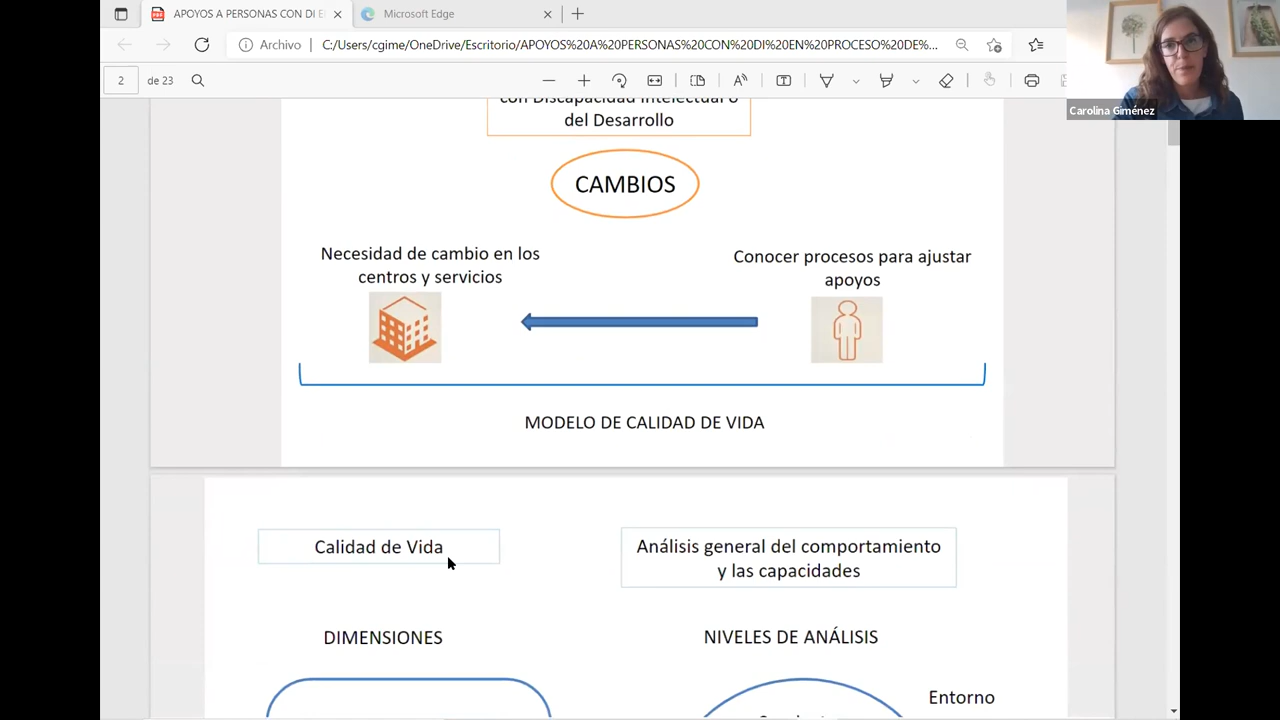 APOYOS A PERSONAS CON DI E
Microsoft Edge
Archivo
C:/Users/cgime/OneDrive/Escritorio/APOYOS%20A%20PERSONAS%20CON%20DI%20EN%20PROCESO%20DE%...
2 de 23
Carolina Giménez
con Discapacidad Intelectual o
del Desarrollo
CAMBIOS
Necesidad de cambio en los
centros y servicios
Conocer procesos para ajustar
apoyos
MODELO DE CALIDAD DE VIDA
Calidad de Vida
Análisis general del comportamiento
y las capacidades
DIMENSIONES
NIVELES DE ANÁLISIS
Entorno